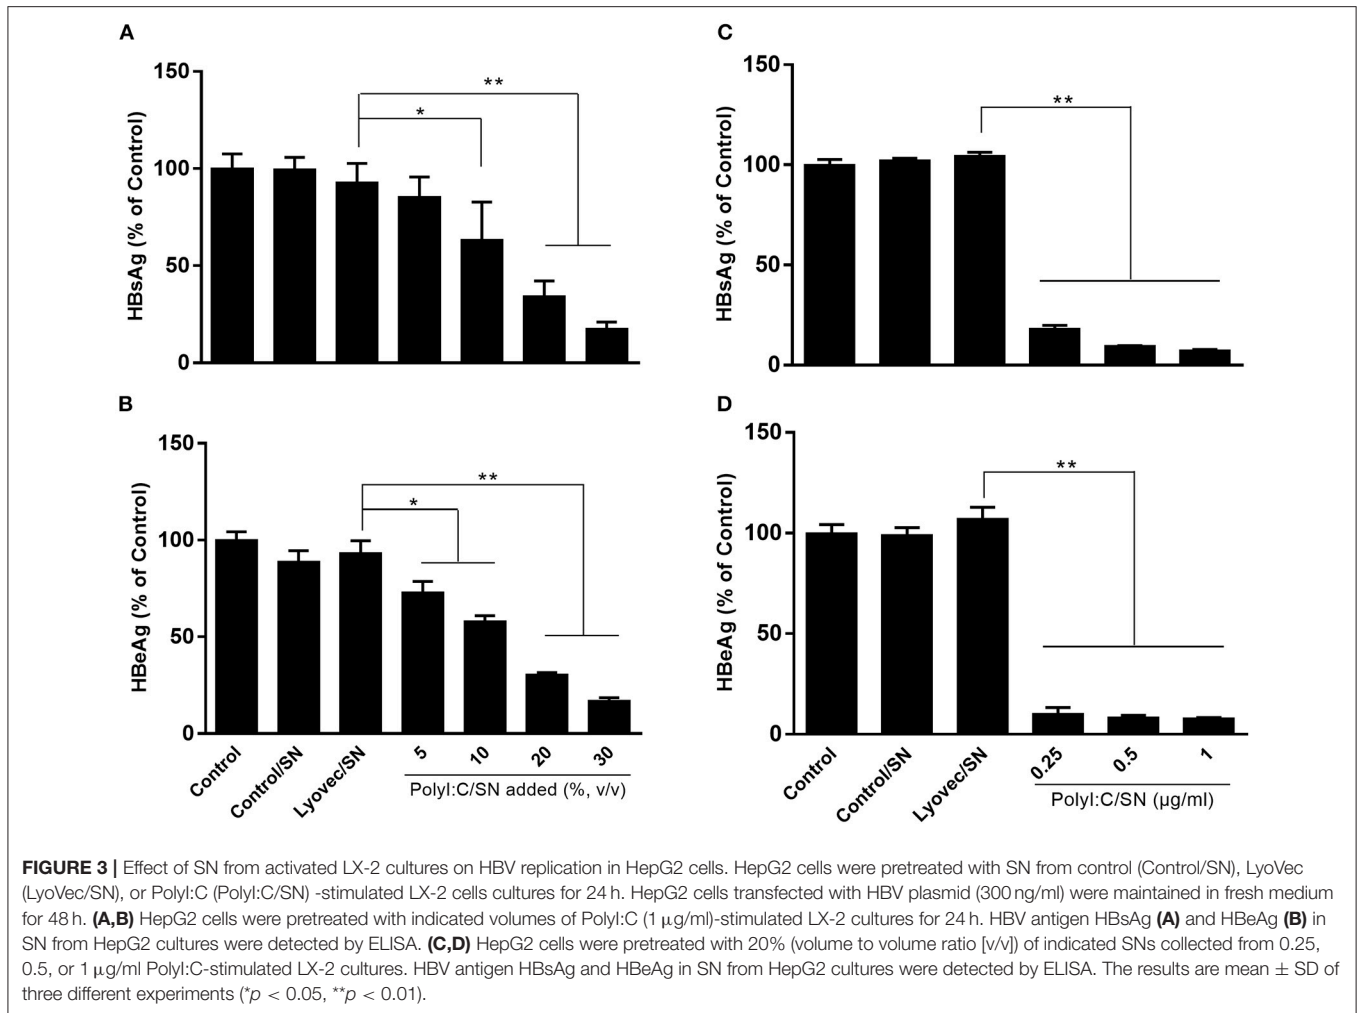 A
150
100
50
0
HBsAg (% of Control)
**
*
B
150
100
50
0
HBeAg (% of Control)
**
*
Control
Control/SN
Lyovec/SN
5
10
20
30
PolyI:C/SN added (%, v/v)
C
150
100
50
0
HBsAg (% of Control)
**
D
150
100
50
0
HBeAg (% of Control)
**
Control
Control/SN
Lyovec/SN
0.25
0.5
1
PolyI:C/SN (µg/ml)
FIGURE 3 | Effect of SN from activated LX-2 cultures on HBV replication in HepG2 cells. HepG2 cells were pretreated with SN from control (Control/SN), LyoVec
(LyoVec/SN), or PolyI:C (PolyI:C/SN) -stimulated LX-2 cells cultures for 24 h. HepG2 cells transfected with HBV plasmid (300 ng/ml) were maintained in fresh medium
for 48 h. (A,B) HepG2 cells were pretreated with indicated volumes of PolyI:C (1 µg/ml)-stimulated LX-2 cultures for 24 h. HBV antigen HBsAg (A) and HBeAg (B) in
SN from HepG2 cultures were detected by ELISA. (C,D) HepG2 cells were pretreated with 20% (volume to volume ratio [v/v]) of indicated SNs collected from 0.25,
0.5, or 1 µg/ml PolyI:C-stimulated LX-2 cultures. HBV antigen HBsAg and HBeAg in SN from HepG2 cultures were detected by ELISA. The results are mean ± SD of
three different experiments (*p < 0.05, **p < 0.01).